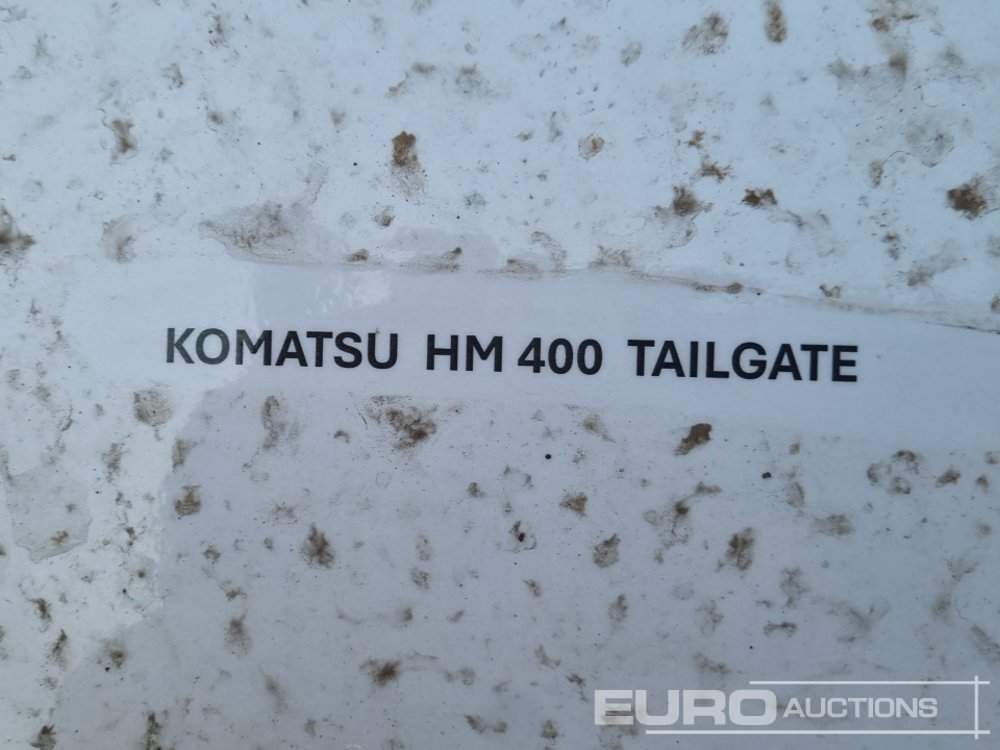 KOMATSU HM 400 TAILGATE
EURO AUCTIONS